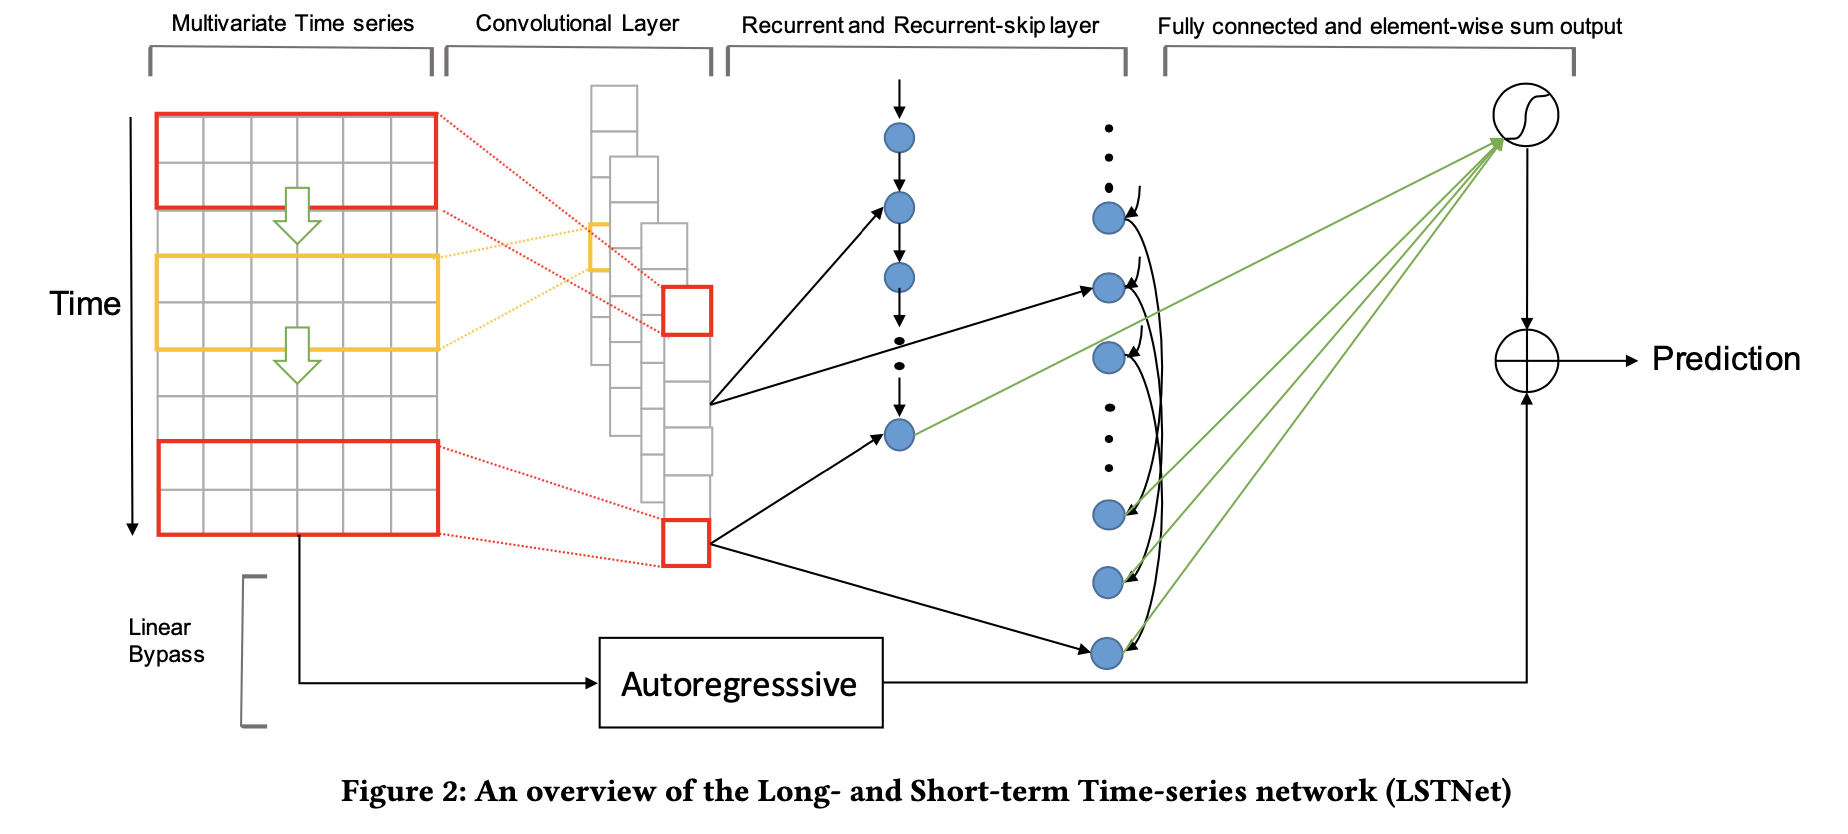 Multivariate Time series
Convolutional Layer
Recurrent and Recurrent-skip layer
Fully connected and element-wise sum output
Time
Prediction
Linear
Bypass
Autoregresssive
Figure 2: An overview of the Long- and Short-term Time-series network (LSTNet)